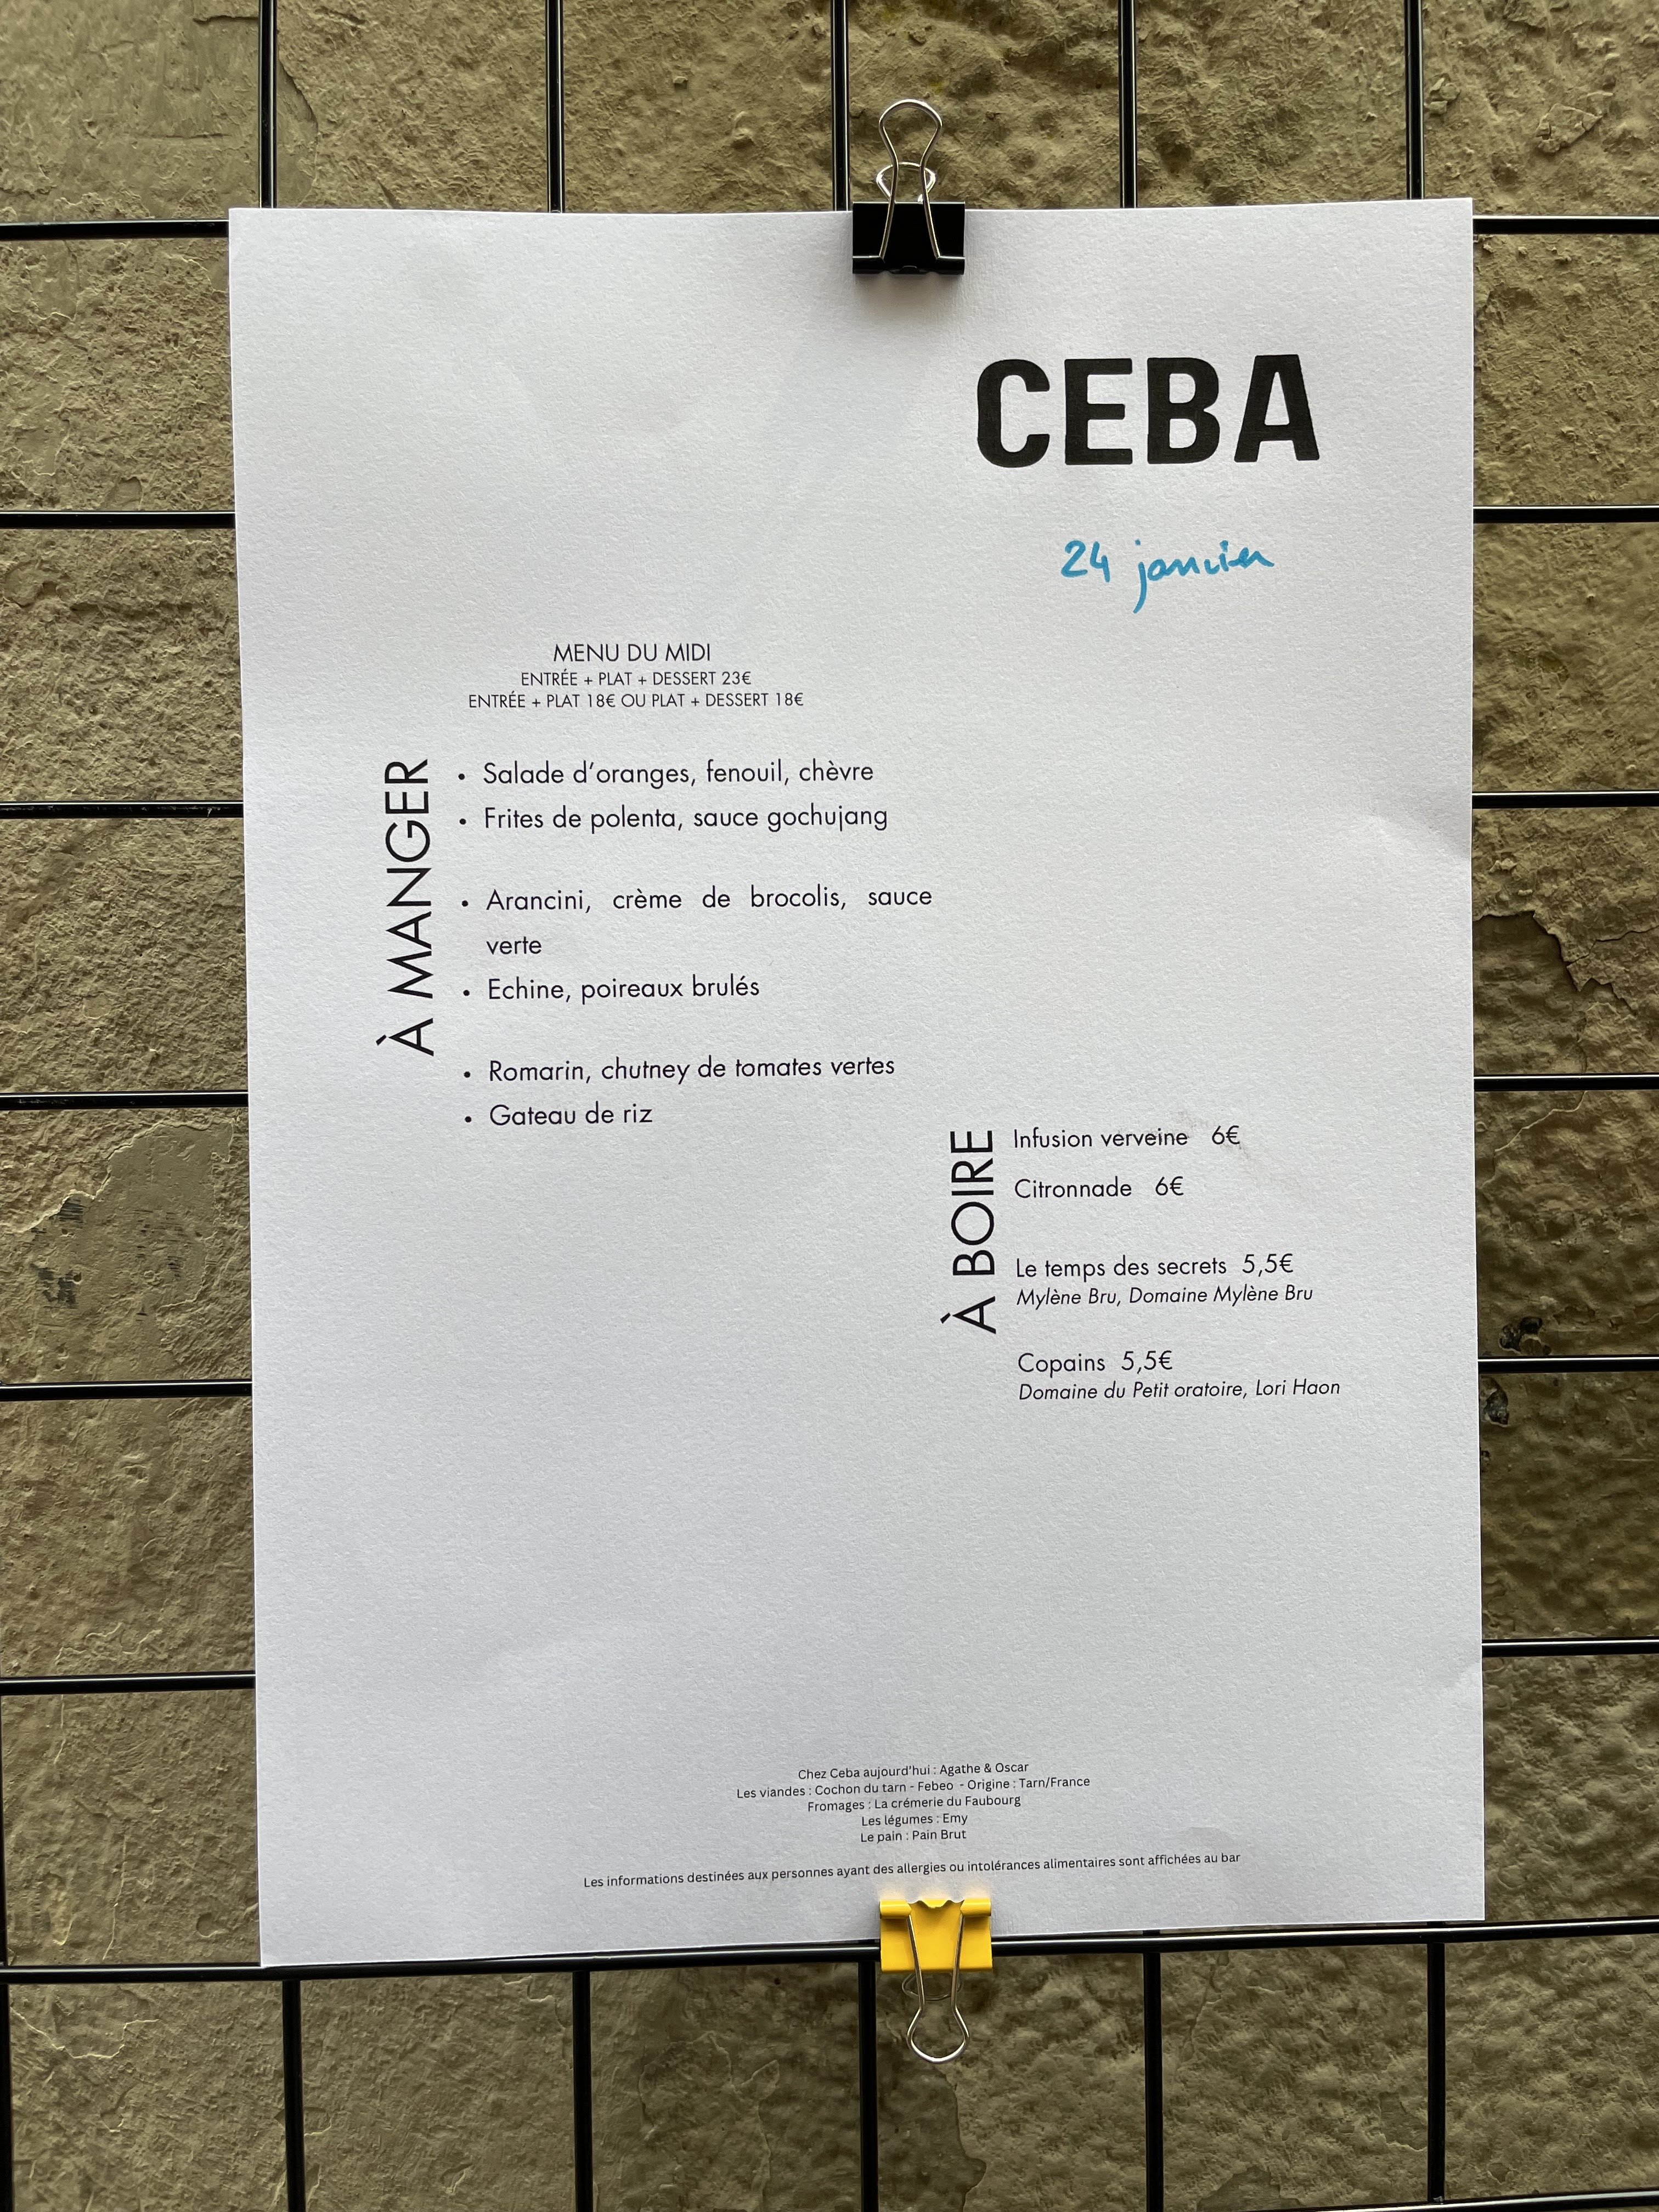 CEBA
24 janvier
MENU DU MIDI
ENTRÉE + PLAT + DESSERT 23€
ENTRÉE + PLAT 18€ OU PLAT + DESSERT 18€
À MANGER
• Salade d'oranges, fenouil, chèvre
• Frites de polenta, sauce gochujang
• Arancini, crème de brocolis, sauce
verte
• Echine, poireaux brulés
• Romarin, chutney de tomates vertes
• Gateau de riz
À BOIRE
Infusion verveine 6€
Citronnade 6€
Le temps des secrets 5,5€
Mylène Bru, Domaine Mylène Bru
Copains 5,5€
Domaine du Petit oratoire, Lori Haon
Chez Ceba aujourd'hui : Agathe & Oscar
Les viandes : Cochon du tarn - Febeo - Origine : Tarn/France
Fromages : La crémerie du Faubourg
Les légumes : Emy
Le pain : Pain Brut
Les informations destinées aux personnes ayant des allergies ou intolérances alimentaires sont affichées au bar